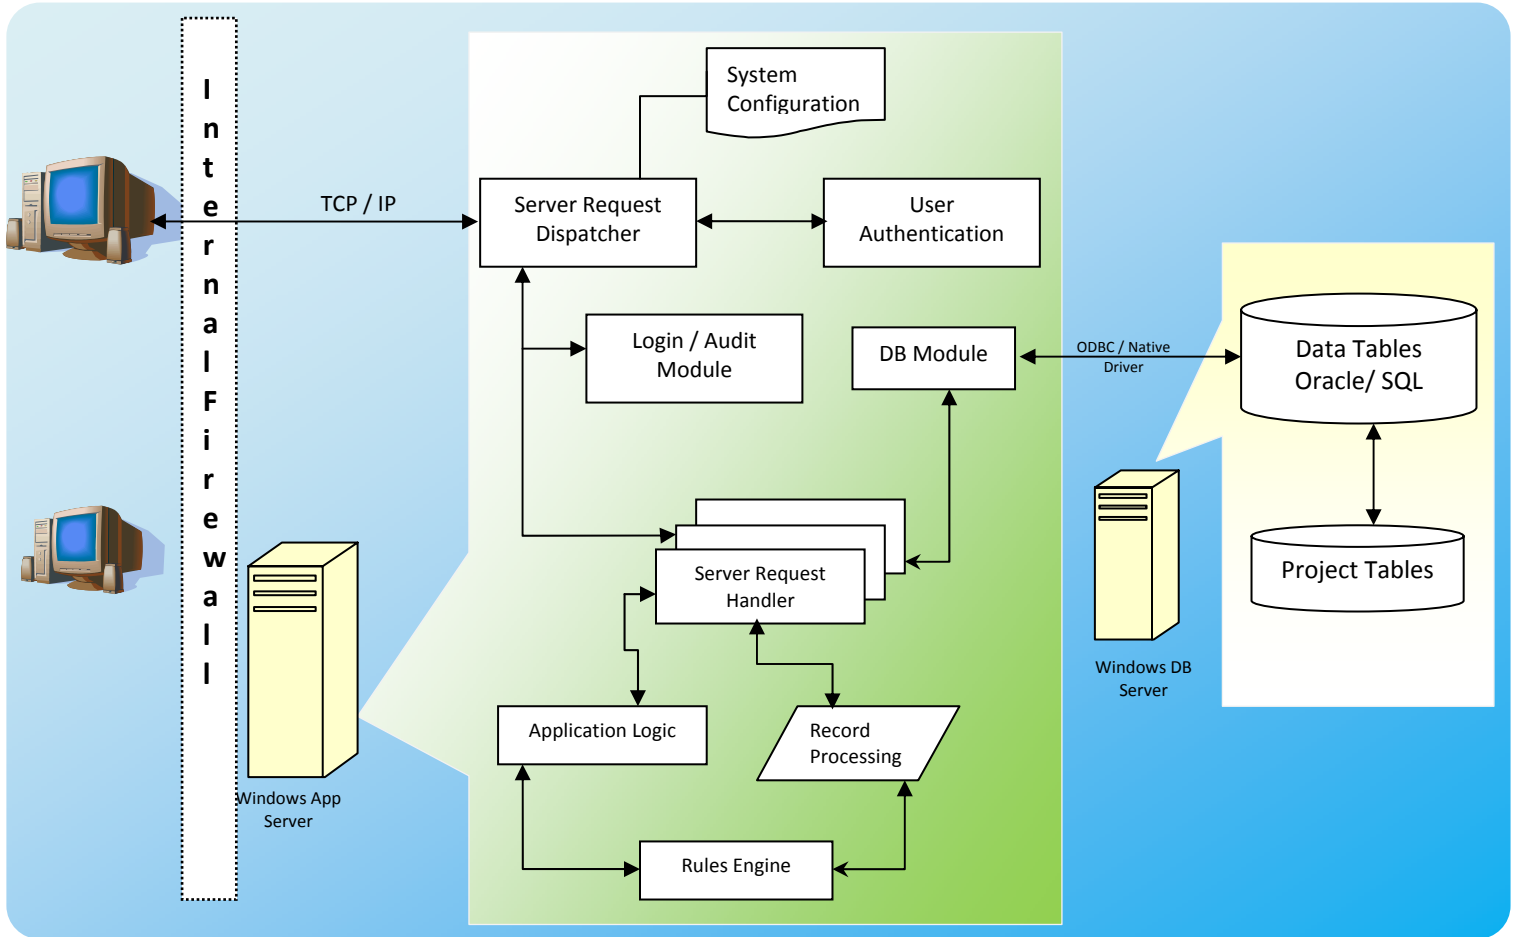 Internal Firewall
System
Configuration
TCP / IP
Server Request
Dispatcher
User
Authentication
Login / Audit
Module
DB Module
ODBC / Native
Driver
Data Tables
Oracle/ SQL
Server Request
Handler
Project Tables
Windows DB
Server
Application Logic
Record
Processing
Windows App
Server
Rules Engine